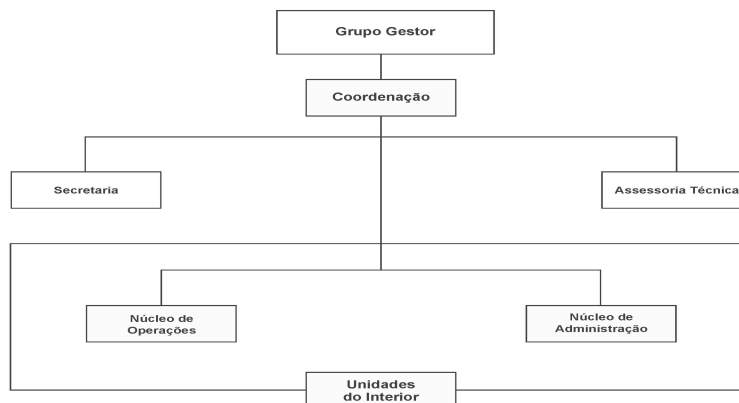 Grupo Gestor
Coordenação
Secretaria
Assessoria Técnica
Núcleo de
Operações
Núcleo de
Administração
Unidades
do Interior